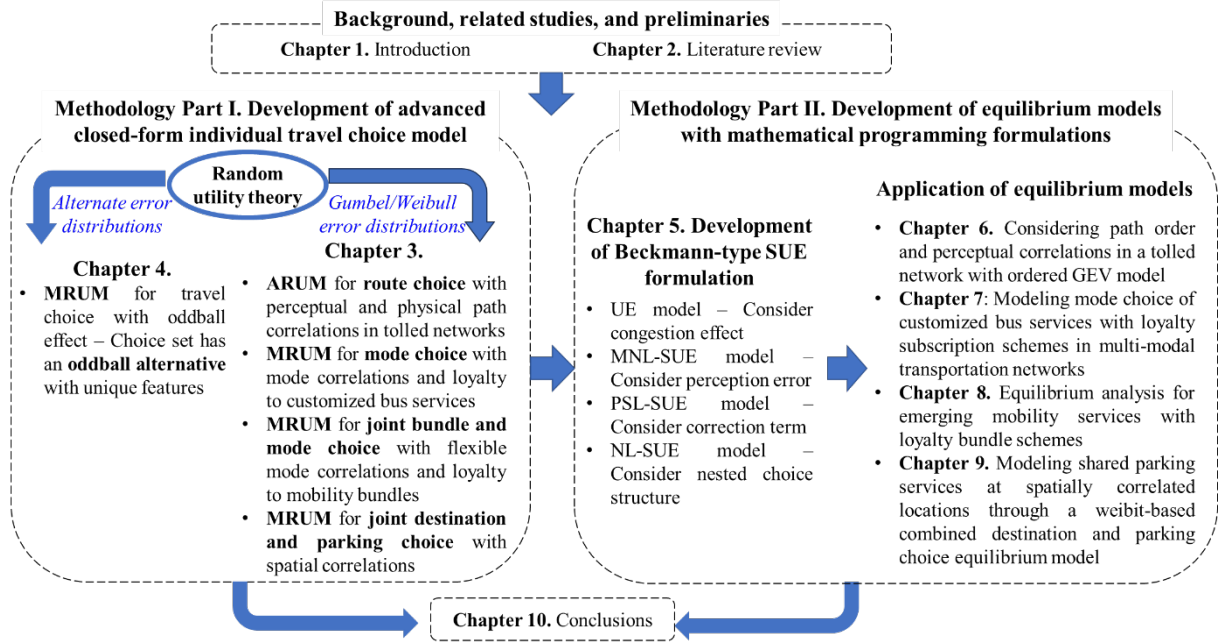 Background, related studies, and preliminaries
Chapter 1. Introduction
Chapter 2. Literature review
Methodology Part I. Development of advanced
closed-form individual travel choice model
Random
utility theory
Alternate error
distributions
Gumbel/Weibull
error distributions
Chapter 4.
• MRUM for travel
choice with oddball
effect – Choice set has
an oddball alternative
with unique features
Chapter 3.
• ARUM for route choice with
perceptual and physical path
correlations in tolled networks
• MRUM for mode choice with
mode correlations and loyalty
to customized bus services
• MRUM for joint bundle and
mode choice with flexible
mode correlations and loyalty
to mobility bundles
• MRUM for joint destination
and parking choice with
spatial correlations
Methodology Part II. Development of equilibrium models
with mathematical programming formulations
Chapter 5. Development
of Beckmann-type SUE
formulation
• UE model – Consider
congestion effect
• MNL-SUE model –
Consider perception error
• PSL-SUE model –
Consider correction term
• NL-SUE model –
Consider nested choice
structure
Application of equilibrium models
• Chapter 6. Considering path order
and perceptual correlations in a tolled
network with ordered GEV model
• Chapter 7: Modeling mode choice of
customized bus services with loyalty
subscription schemes in multi-modal
transportation networks
• Chapter 8. Equilibrium analysis for
emerging mobility services with
loyalty bundle schemes
• Chapter 9. Modeling shared parking
services at spatially correlated
locations through a weibit-based
combined destination and parking
choice equilibrium model
Chapter 10. Conclusions